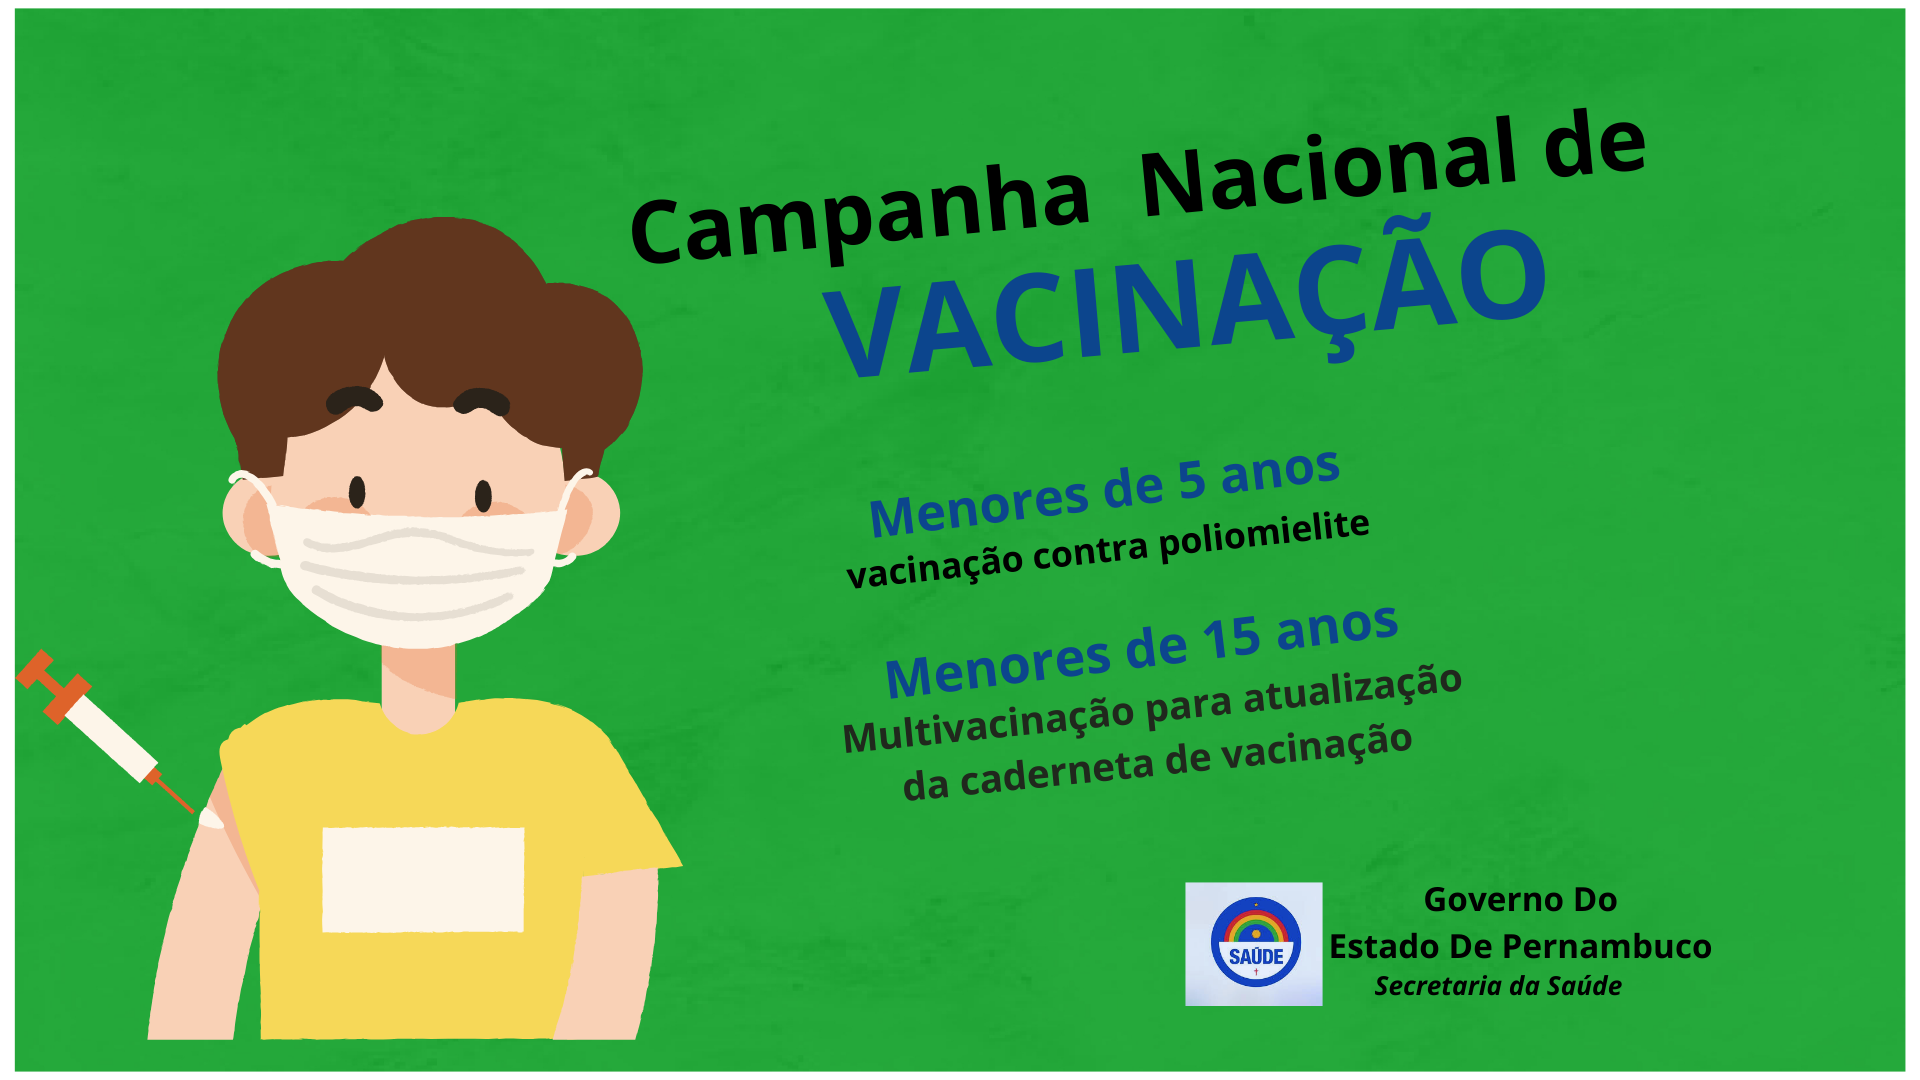 Campanha Nacional de
VACINAÇÃO
Menores de 5 anos
vacinação contra poliomielite
Menores de 15 anos
Multivacinação para atualização
da caderneta de vacinação
SAÚDE
Governo Do
Estado De Pernambuco
Secretaria da Saúde